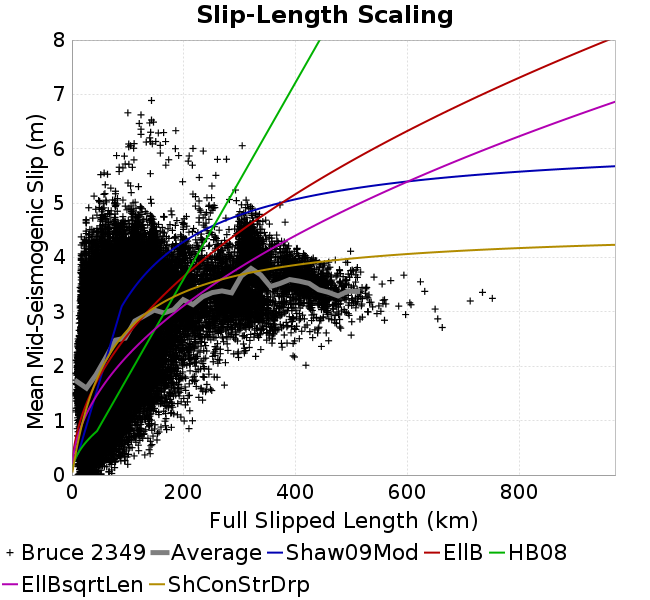 Slip-Length Scaling
Mean Mid-Seismogenic Slip (m)
8
7
6
5
4
3
2
1
0
0 200 400 600 800
Full Slipped Length (km)
Bruce 2349 Average Shaw09Mod EllB HB08
EllBsqrtLen ShConStrDrp